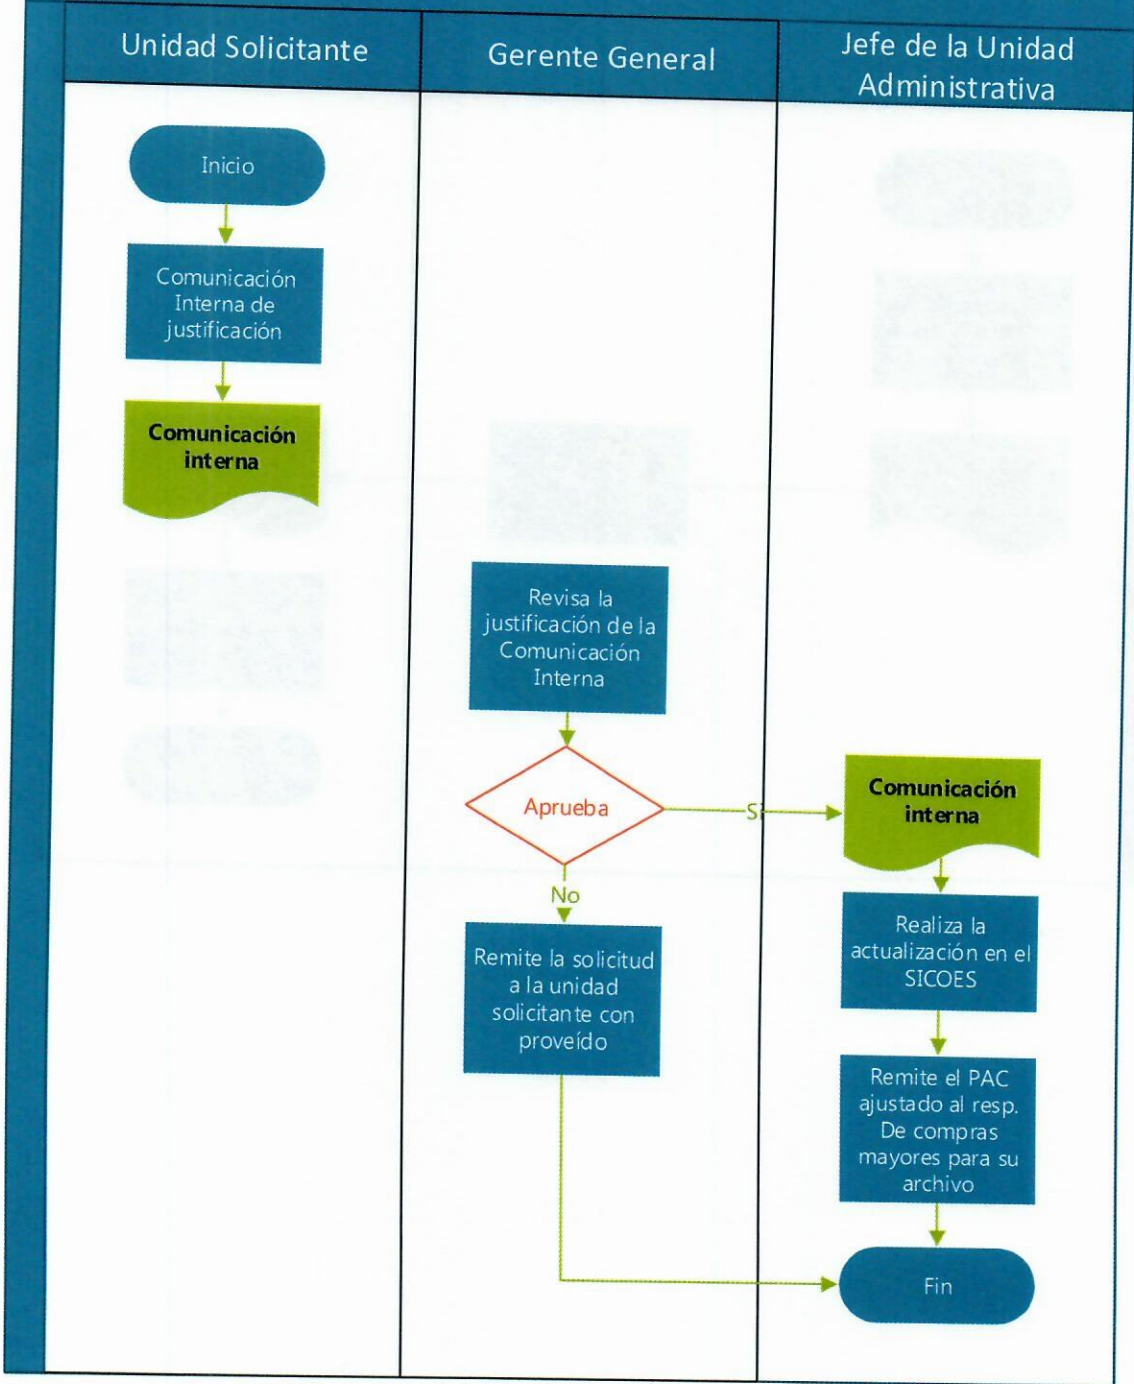 Unidad Solicitante
Gerente General
Jefe de la Unidad
Administrativa
Inicio
Comunicación
Interna de
justificación
Comunicación
interna
Revisa la
justificación de la
Comunicación
Interna
Aprueba
Si
No
Comunicación
interna
Remite la solicitud
a la unidad
solicitante con
proveído
Realiza la
actualización en el
SICOES
Remite el PAC
ajustado al resp.
De compras
mayores para su
archivo
Fin